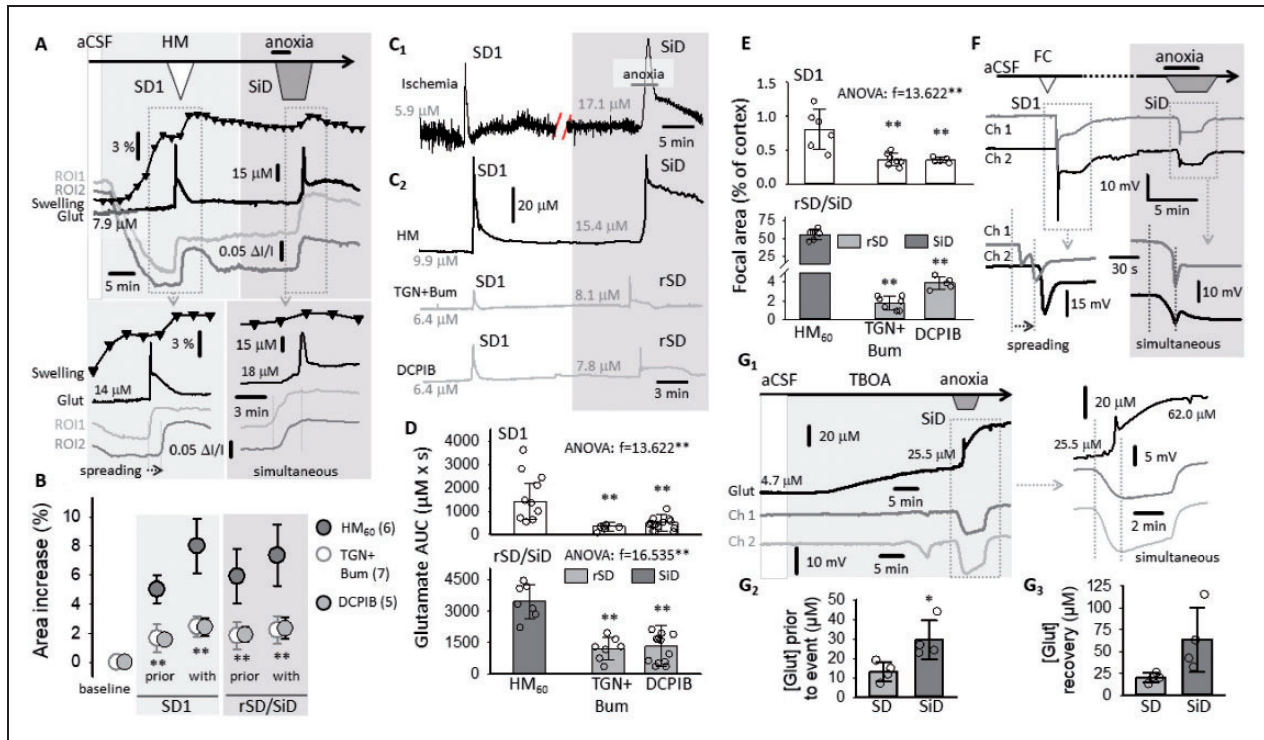 A
aCSF HM anoxia
SD1 SiD
3 %
15 µM
ROI1
ROI2
Swelling
Glut
7.9 µM
0.05 ΔI/I
5 min
3 %
15 µM
Swelling
14 µM
18 µM
Glut
3 min
ROI1
ROI2
0.05 ΔI/I
spreading
simultaneous
B
Area increase (%)
10
8
6
4
2
0
HM60 (6)
TGN+
Bum (7)
DCPIB (5)
** ** ** **
baseline
prior with prior with
SD1 rSD/SiD
C1
SD1 SiD
anoxia
Ischemia
5.9 µM
17.1 µM
5 min
C2
SD1 SiD
20 µM
HM
9.9 µM
15.4 µM
SD1 rSD
TGN+Bum
6.4 µM
8.1 µM
SD1 rSD
DCPIB
6.4 µM
7.8 µM
3 min
D
Glutamate AUC (µM x s)
SD1
ANOVA: f=13.622**
4000
3000
2000
1000
0
** **
rSD/SiD
ANOVA: f=16.535**
rSD SiD
4500
3000
1500
0
** **
HM60 TGN+ DCPIB
Bum
E
Focal area (% of cortex)
SD1
ANOVA: f=13.622**
1.5
1.0
0.5
0.0
** **
rSD/SiD
75
50
25
4
2
0
rSD SiD
** **
HM60 TGN+ DCPIB
Bum
F
aCSF FC anoxia
SD1 SiD
Ch 1
Ch 2
10 mV
5 min
Ch 1
Ch 2
30 s
15 mV
10 mV
spreading
simultaneous
G1
aCSF TBOA anoxia
SiD
20 µM
25.5 µM
4.7 µM
5 min
Glut
Ch 1
Ch 2
10 mV
5 min
20 µM
62.0 µM
25.5 µM
5 mV
2 min
simultaneous
G2
[Glut] prior
to event (µM)
50
40
30
20
10
0
*
SD SiD
G3
[Glut]
recovery (µM)
125
100
75
50
25
0
SD SiD